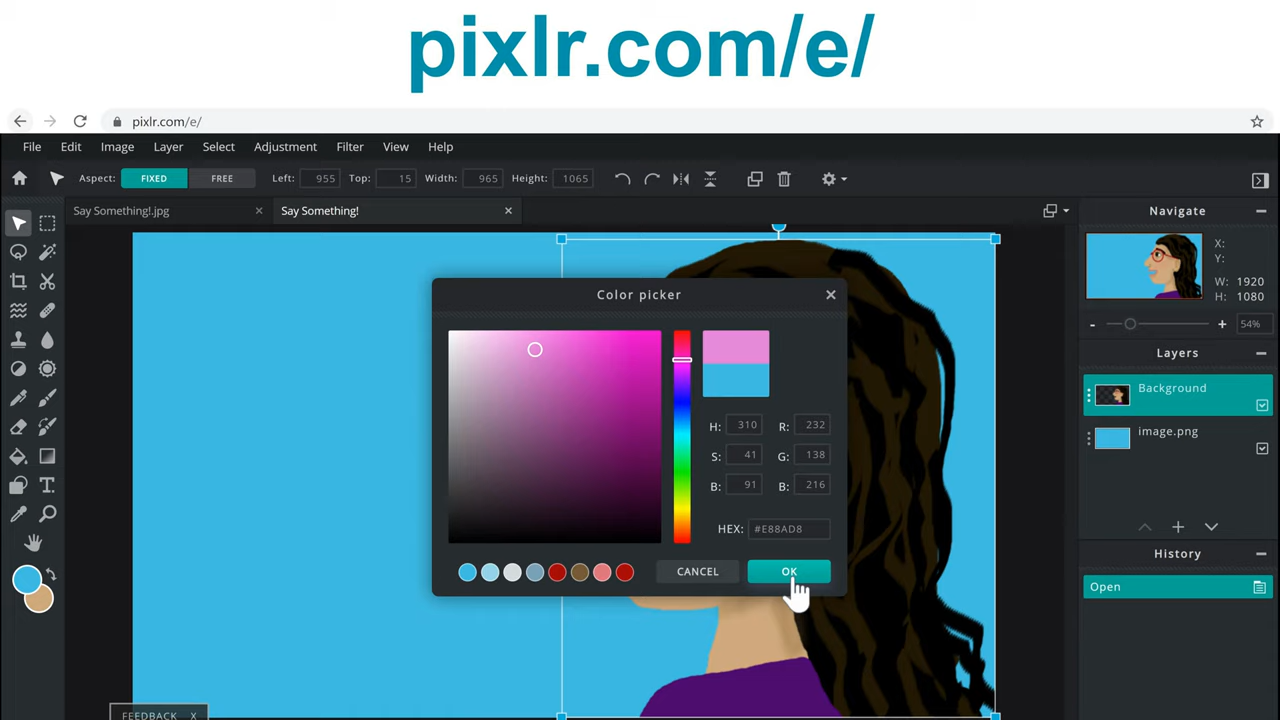 pixlr.com/e/
pixlr.com/e/
File Edit Image Layer Select Adjustment Filter View Help
Aspect: FIXED FREE Left: 955 Top: 15 Width: 965 Height: 1065
Say Something!.jpg Say Something!
Navigate
X:
Y:
W: 1920
H: 1080
54%
Layers
Background
image.png
History
Open
Color picker
H: 310 R: 232
S: 41 G: 138
B: 91 B: 216
HEX: #E88AD8
CANCEL OK
FEEDBACK X